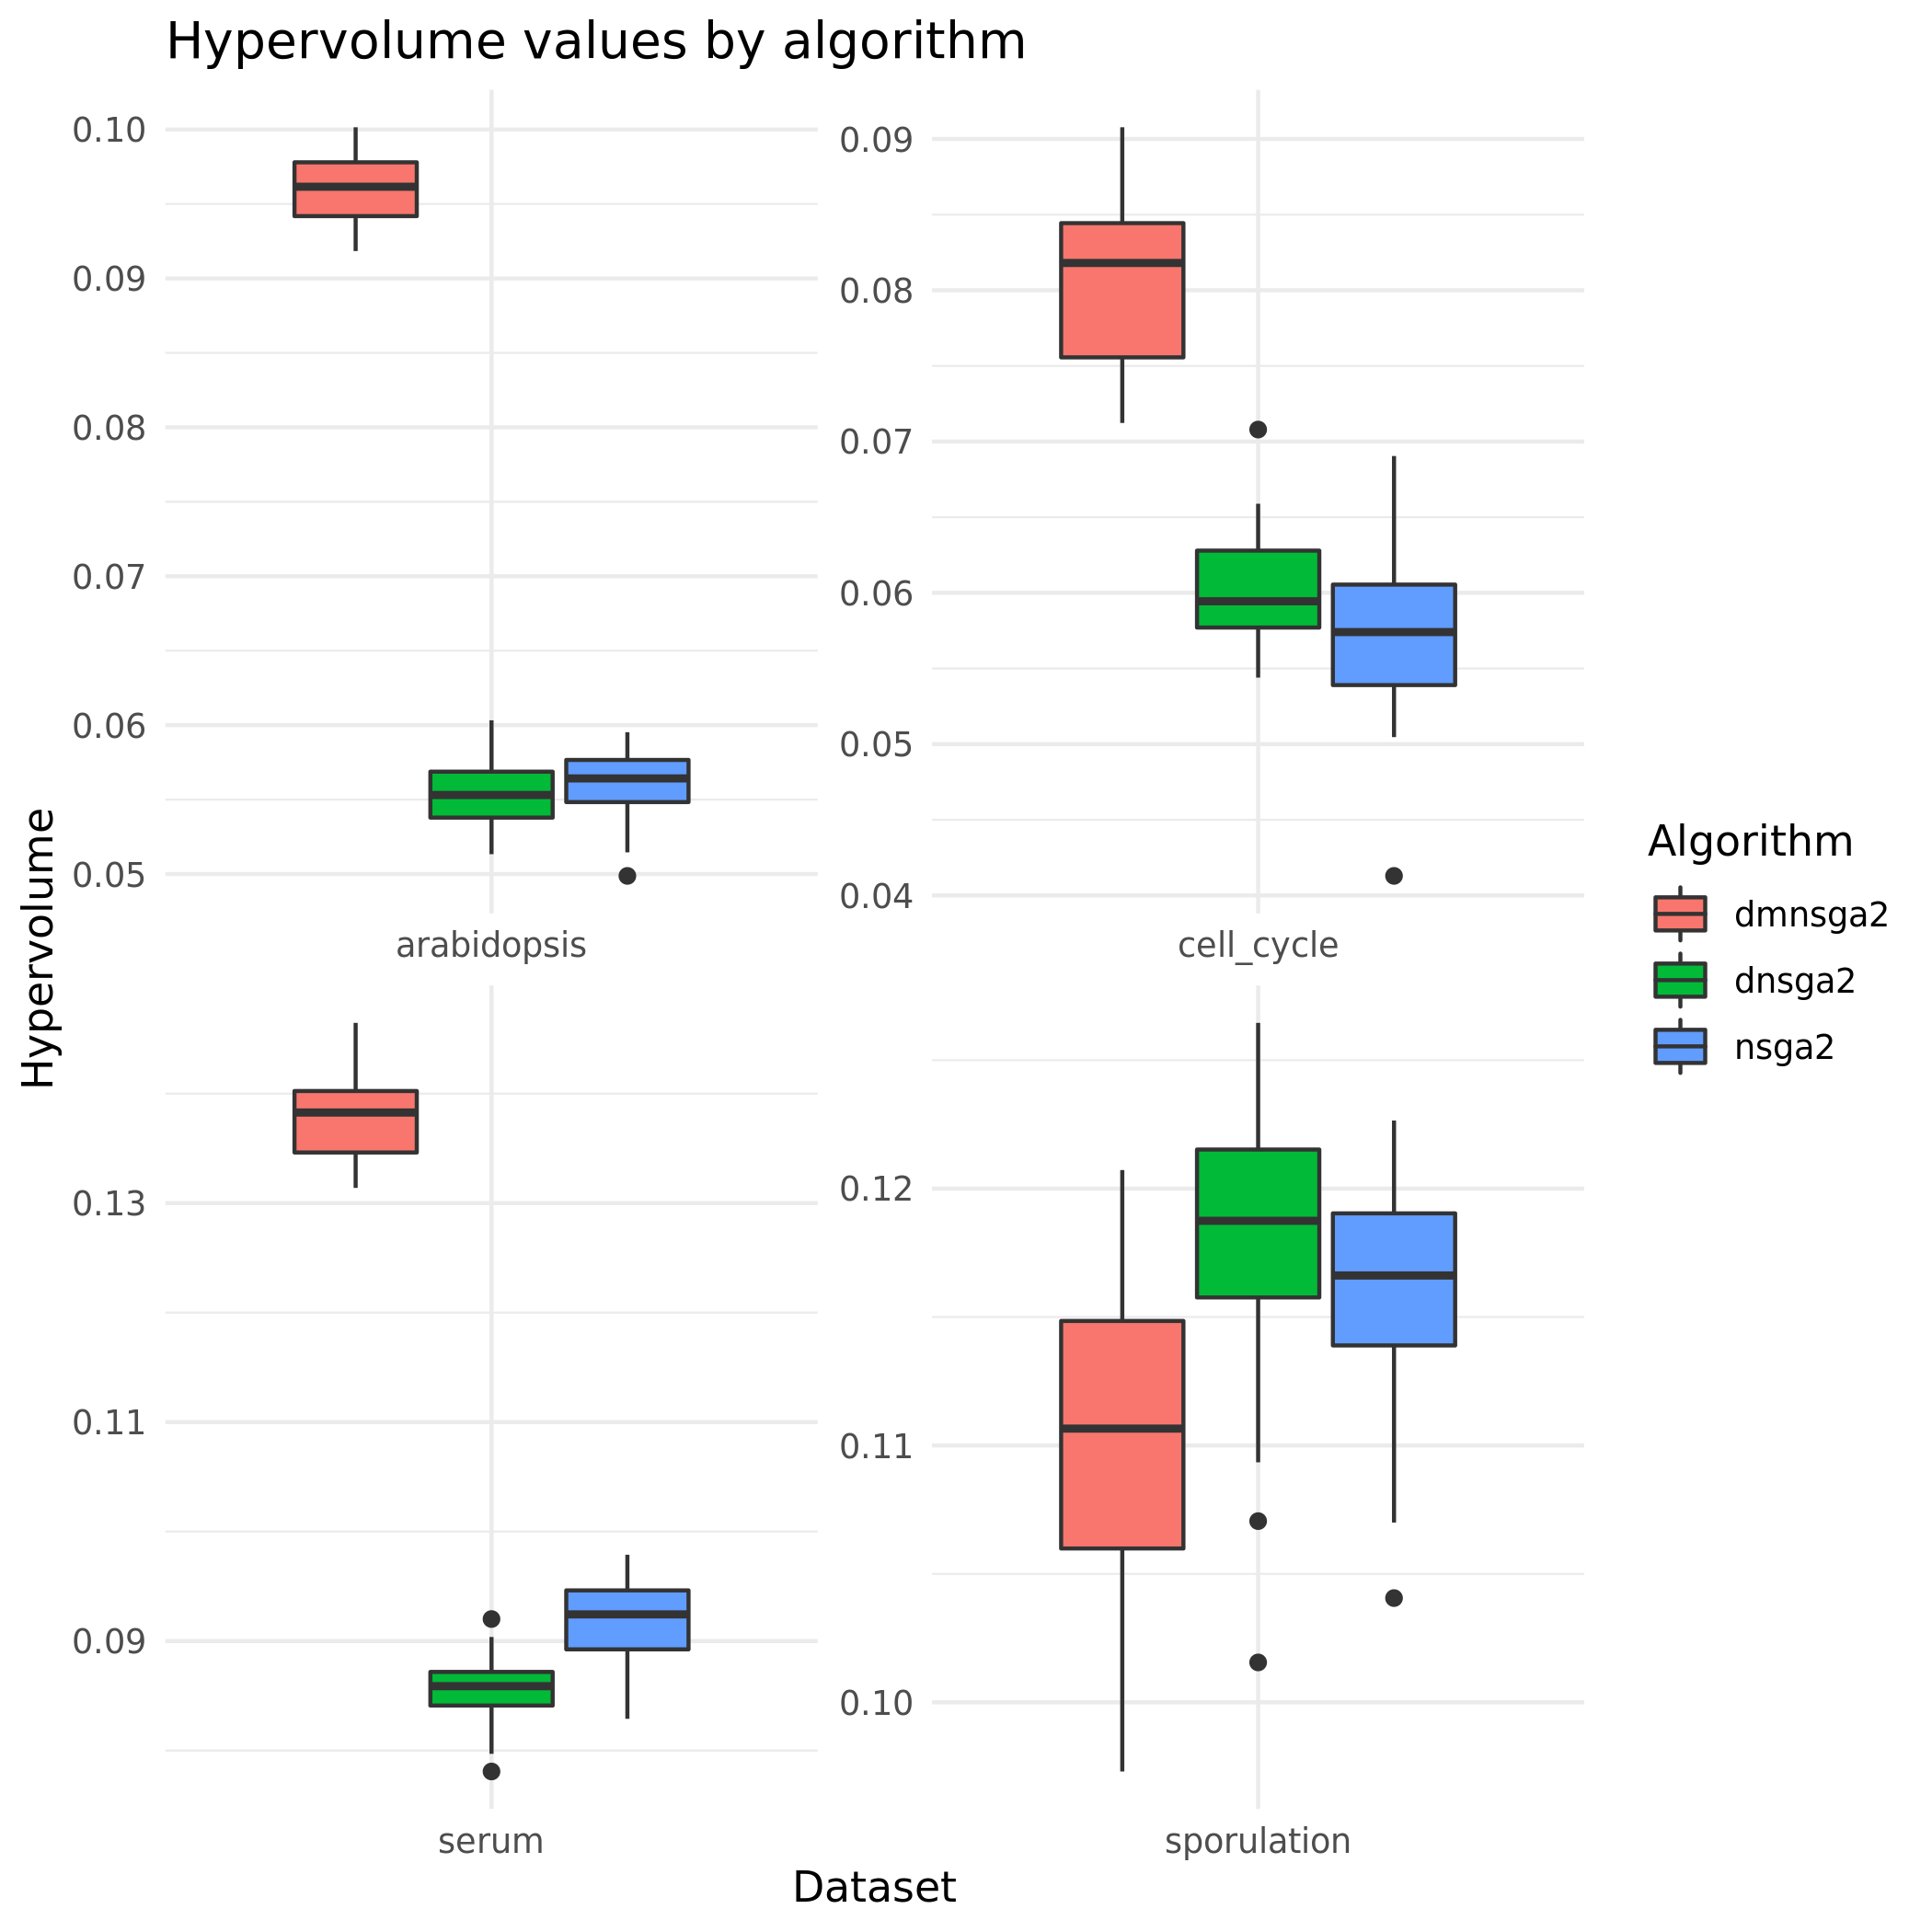 Hypervolume values by algorithm
0.10
0.09
0.08
0.07
0.06
0.05
arabidopsis
0.09
0.08
0.07
0.06
0.05
0.04
cell_cycle
0.13
0.11
0.09
serum
0.12
0.11
0.10
sporulation
Hypervolume
Dataset
Algorithm
dmnsga2
dnsga2
nsga2